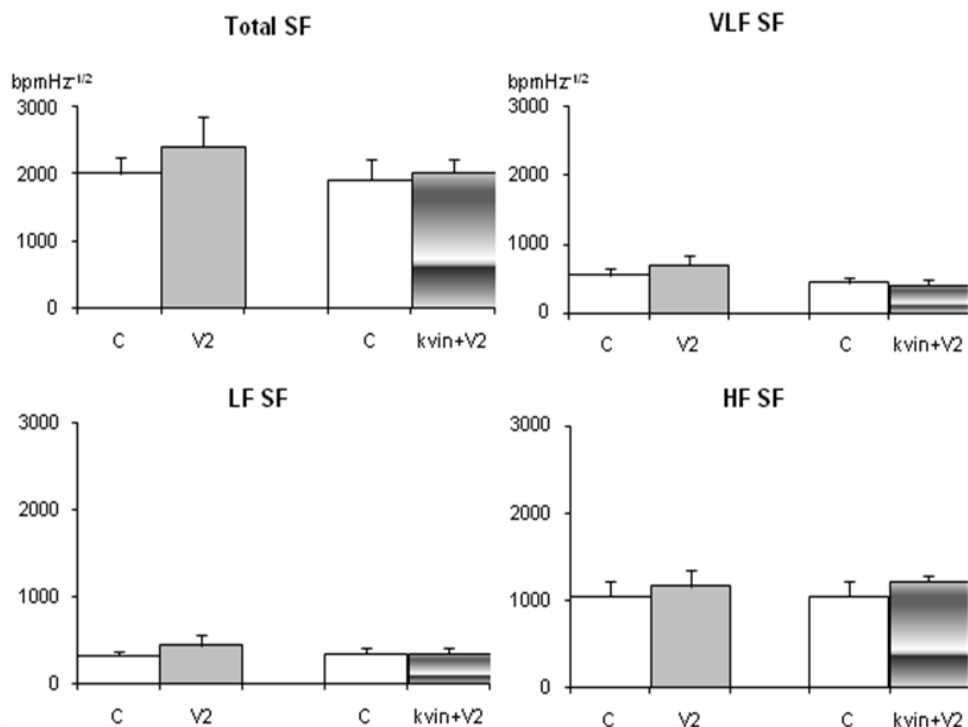 Total SF
bpmHz-1/2
3000
2000
1000
0
C V2 C kvin+V2
VLF SF
bpmHz-1/2
3000
2000
1000
0
C V2 C kvin+V2
LF SF
3000
2000
1000
0
C V2 C kvin+V2
HF SF
3000
2000
1000
0
C V2 C kvin+V2